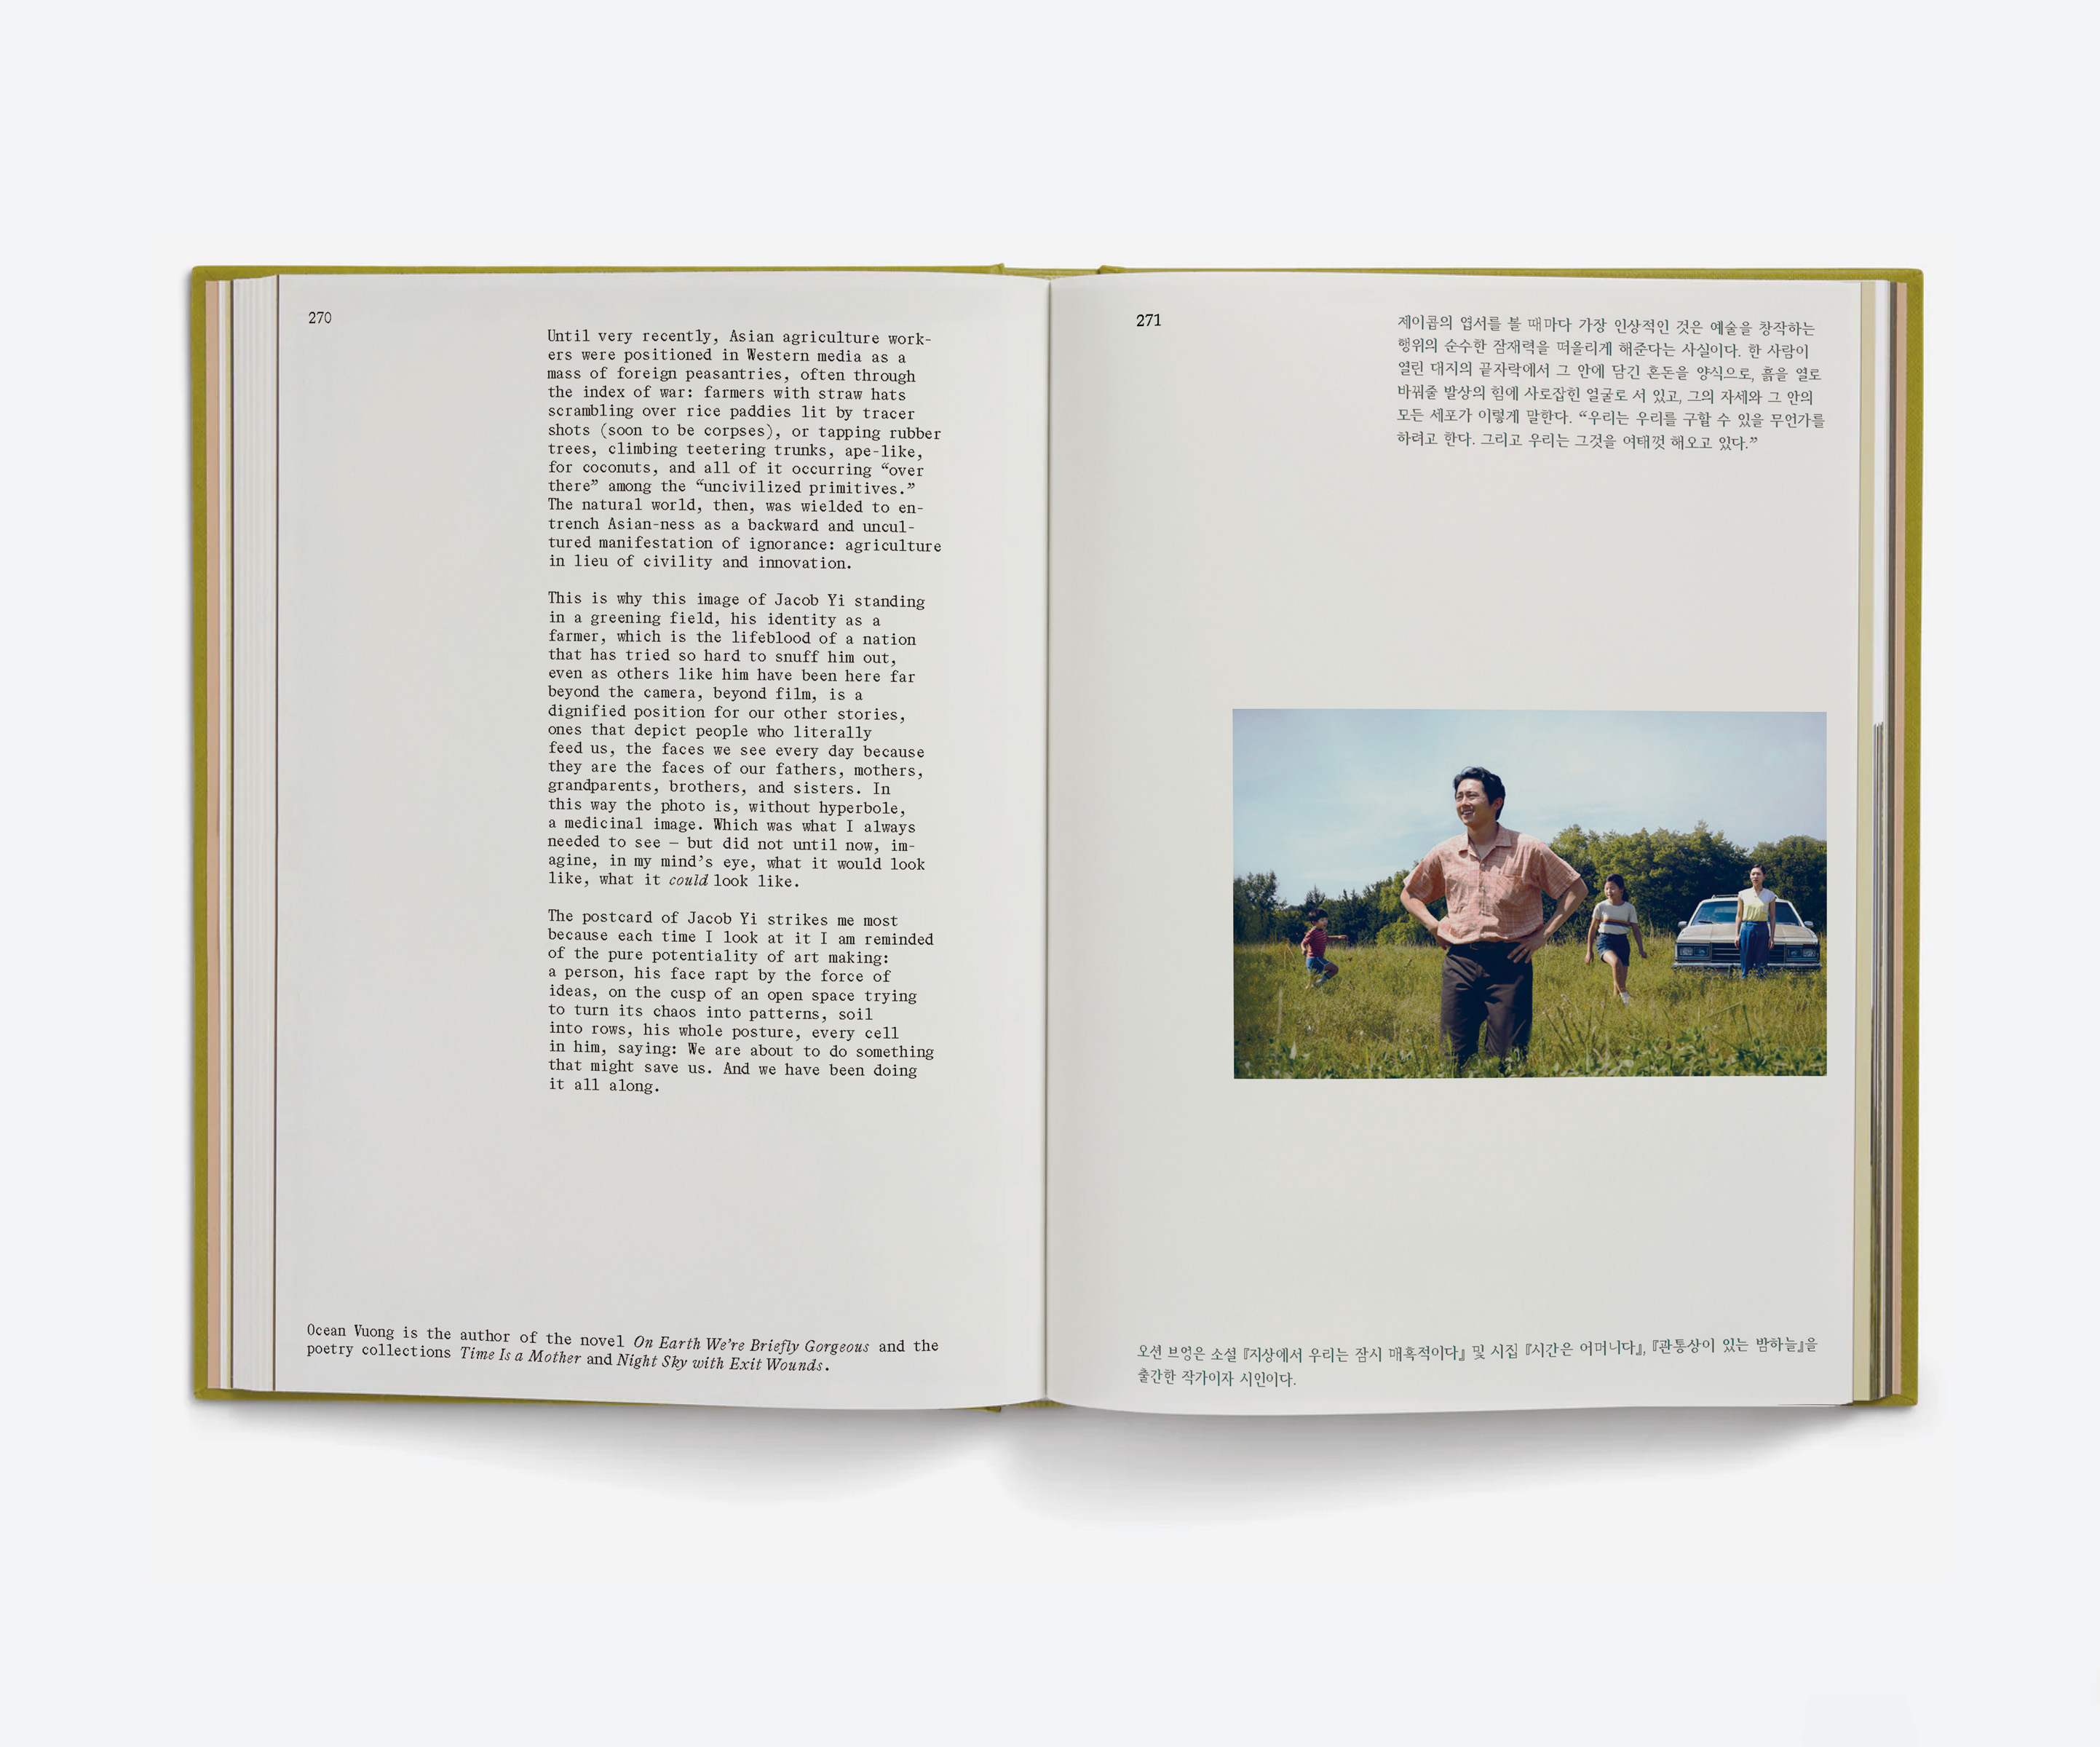 270
Until very recently, Asian agriculture work-
ers were positioned in Western media as a
mass of foreign peasantries, often through
the index of war: farmers with straw hats
scrambling over rice paddies lit by tracer
shots (soon to be corpses), or tapping rubber
trees, climbing teetering trunks, ape-like,
for coconuts, and all of it occurring “over
there” among the “uncivilized primitives.”
The natural world, then, was wielded to en-
trench Asian-ness as a backward and uncul-
tured manifestation of ignorance: agriculture
in lieu of civility and innovation.
This is why this image of Jacob Yi standing
in a greening field, his identity as a
farmer, which is the lifeblood of a nation
that has tried so hard to snuff him out,
even as others like him have been here far
beyond the camera, beyond film, is a
dignified position for our other stories,
ones that depict people who literally
feed us, the faces we see every day because
they are the faces of our fathers, mothers,
grandparents, brothers, and sisters. In
this way the photo is, without hyperbole,
a medicinal image. Which was what I always
needed to see – but did not until now, im-
agine, in my mind’s eye, what it would look
like, what it could look like.
The postcard of Jacob Yi strikes me most
because each time I look at it I am reminded
of the pure potentiality of art making:
a person, his face rapt by the force of
ideas, on the cusp of an open space trying
to turn its chaos into patterns, soil
into rows, his whole posture, every cell
in him, saying: We are about to do something
that might save us. And we have been doing
it all along.
Ocean Vuong is the author of the novel On Earth We’re Briefly Gorgeous and the
poetry collections Time Is a Mother and Night Sky with Exit Wounds.
271
제이콥의 엽서를 볼 때마다 가장 인상적인 것은 예술을 창작하는
행위의 순수한 잠재력을 떠올리게 해준다는 사실이다. 한 사람이
열린 대지의 끝자락에서 그 안에 담긴 혼돈을 양식으로, 흙을 열로
바꿔줄 발상의 힘에 사로잡힌 얼굴로 서 있고, 그의 자세와 그 안의
모든 세포가 이렇게 말한다. “우리는 우리를 구할 수 있을 무언가를
하려고 한다. 그리고 우리는 그것을 여태껏 해오고 있다.”
오션 브엉은 소설 『지상에서 우리는 잠시 매혹적이다』 및 시집 『시간은 어머니다』, 『관통상이 있는 밤하늘』을
출간한 작가이자 시인이다.